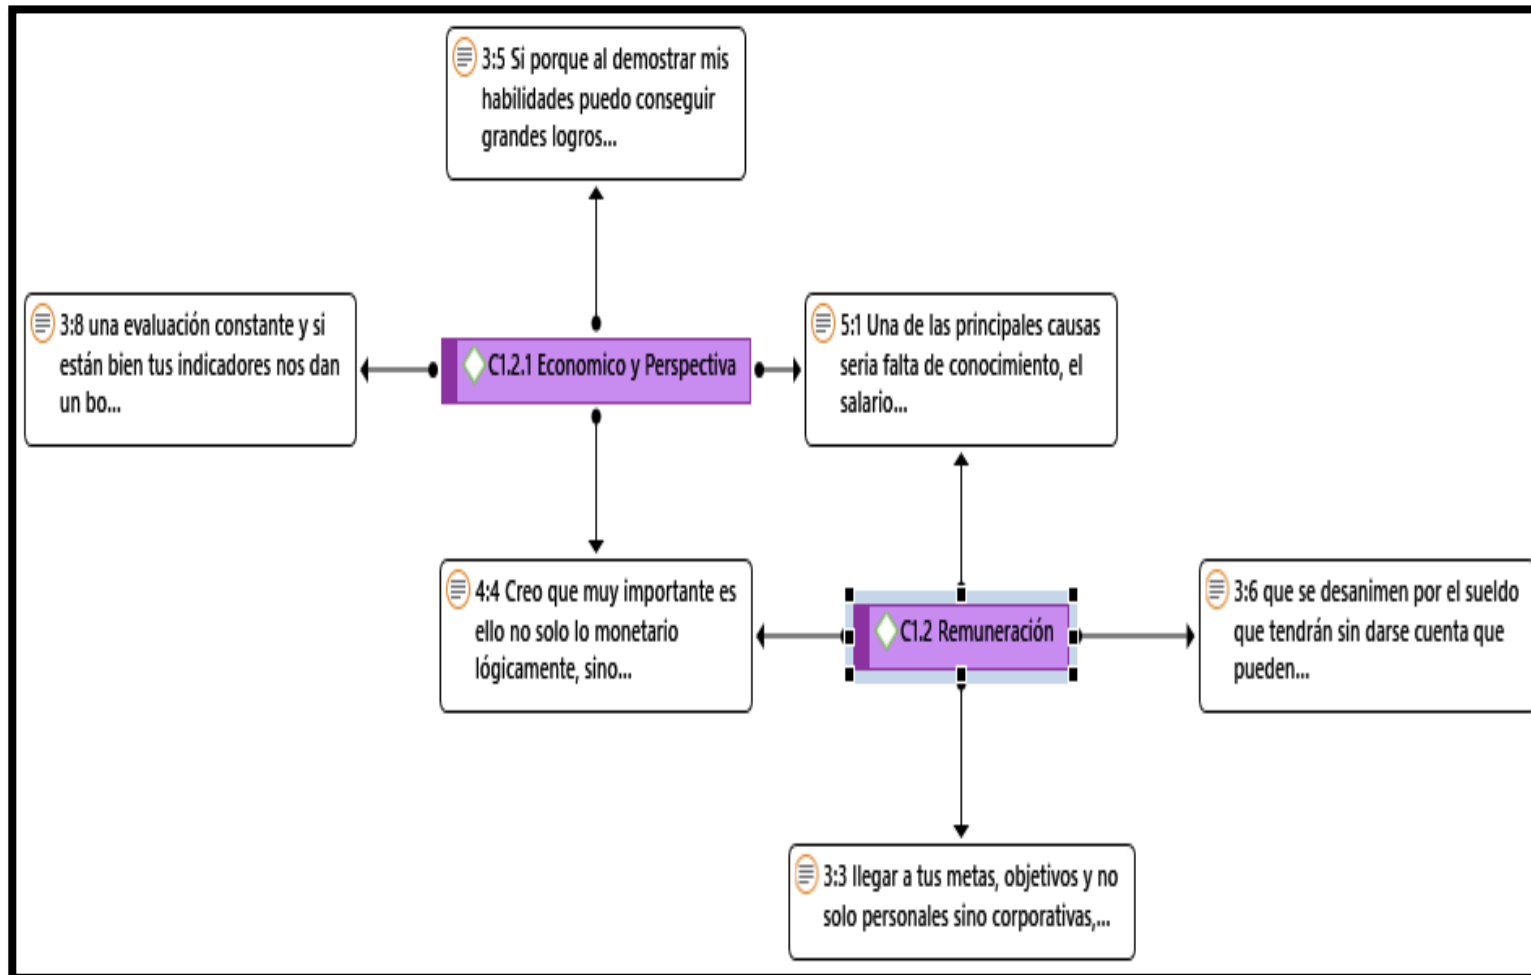 3:5 Si porque al demostrar mis
habilidades puedo conseguir
grandes logros...
3:8 una evaluación constante y si
están bien tus indicadores nos dan
un bo...
C1.2.1 Economico y Perspectiva
5:1 Una de las principales causas
seria falta de conocimiento, el
salario...
4:4 Creo que muy importante es
ello no solo lo monetario
lógicamente, sino...
C1.2 Remuneración
3:6 que se desanimen por el sueldo
que tendrán sin darse cuenta que
pueden...
3:3 llegar a tus metas, objetivos y no
solo personales sino corporativas,...